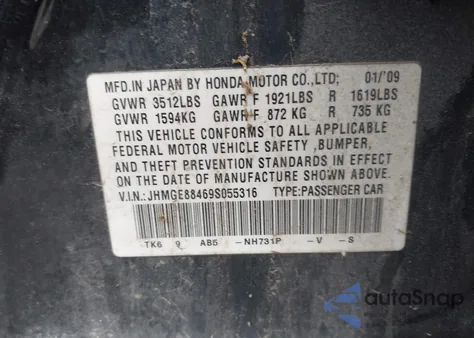 MFD.IN JAPAN BY HONDA MOTOR CO.,LTD; 01/'09
GVWR 3512LBS GAWR F 1921LBS R 1619LBS
GVWR 1594KG GAWR F 872 KG R 735 KG
THIS VEHICLE CONFORMS TO ALL APPLICABLE
FEDERAL MOTOR VEHICLE SAFETY ,BUMPER,
AND THEFT PREVENTION STANDARDS IN EFFECT
ON THE DATE OF MANUFACTURE SHOWN ABOVE.
V.I.N.: JHMGE88469S055316 TYPE:PASSENGER CAR
TK6 9 AB5 -NH731P -V -S
autoSnap